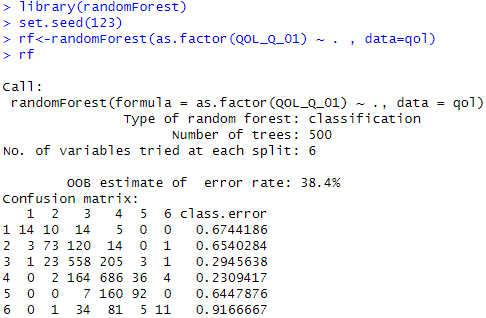 > library(randomForest)
> set.seed(123)
> rf<-randomForest(as.factor(QOL_Q_01) ~ . , data=qol)
> rf
Call:
randomForest(formula = as.factor(QOL_Q_01) ~ ., data = qol)
Type of random forest: classification
Number of trees: 500
No. of variables tried at each split: 6
OOB estimate of  error rate: 38.4%
Confusion matrix:
1 2 3 4 5 6 class.error
1 14 10 14 5 0 0 0.6744186
2 3 73 120 14 0 1 0.6540284
3 1 23 558 205 3 1 0.2945638
4 0 2 164 686 36 4 0.2309417
5 0 0 7 160 92 0 0.6447876
6 0 1 34 81 5 11 0.9166667